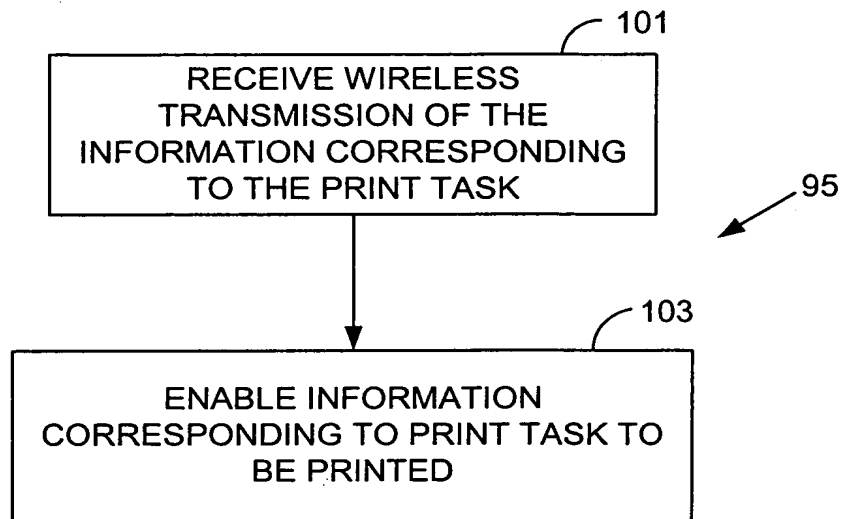 101
RECEIVE WIRELESS
TRANSMISSION OF THE
INFORMATION CORRESPONDING
TO THE PRINT TASK
95
103
ENABLE INFORMATION
CORRESPONDING TO PRINT TASK TO
BE PRINTED